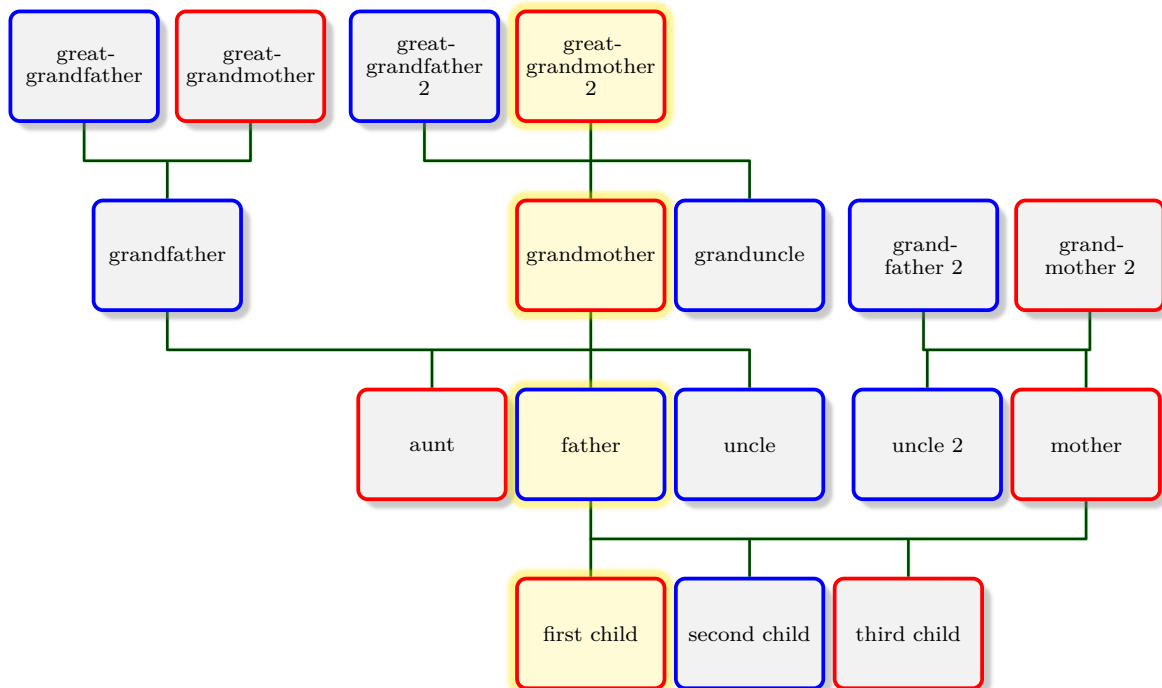 great-
grandfather
great-
grandmother
great-
grandfather
2
great-
grandmother
2
grandfather
grandmother
granduncle
grand-
father 2
grand-
mother 2
aunt
father
uncle
uncle 2
mother
first child
second child
third child